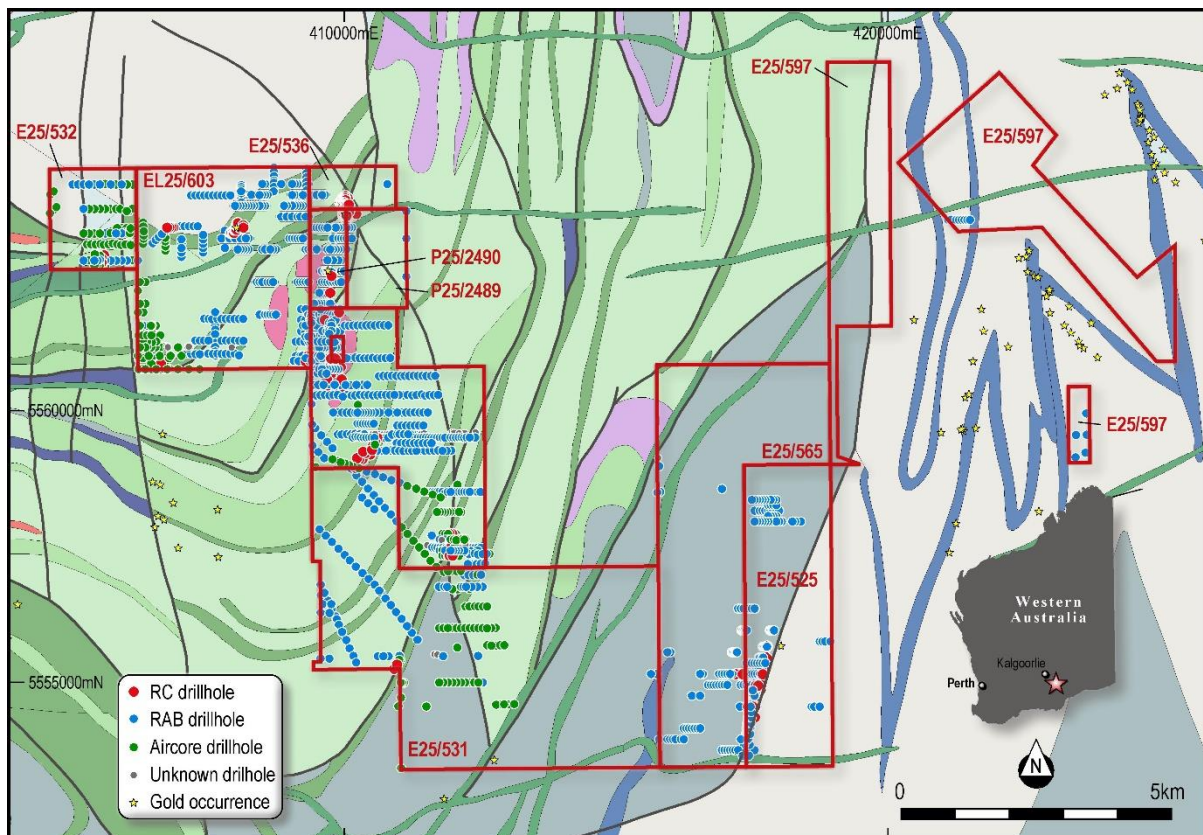 410000mE
420000mE
E25/597
E25/532
E25/536
E25/597
EL25/603
P25/2490
P25/2489
5560000mN
E25/597
E25/565
E25/525
Western
Australia
Kalgoorlie
Perth
5555000mN
RC drillhole
RAB drillhole
Aircore drillhole
Unknown drilhole
Gold occurrence
E25/531
N
0
5km